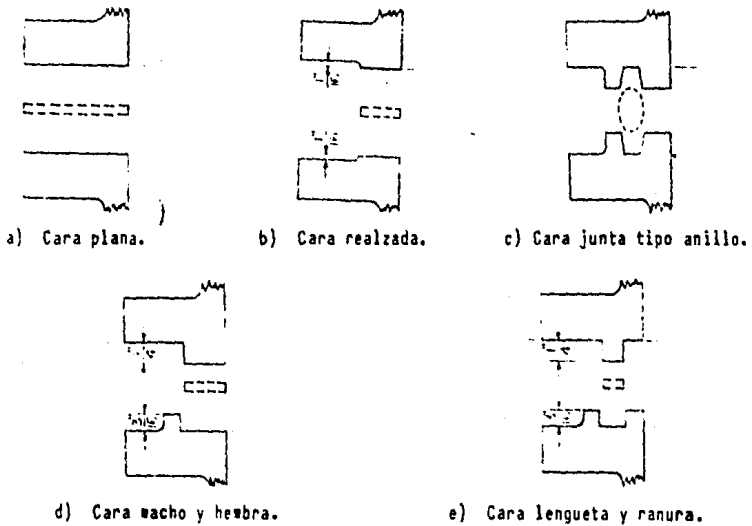 a) Cara plana.
b) Cara realzada.
c) Cara junta tipo anillo.
d) Cara macho y hembra.
e) Cara lengueta y ranura.